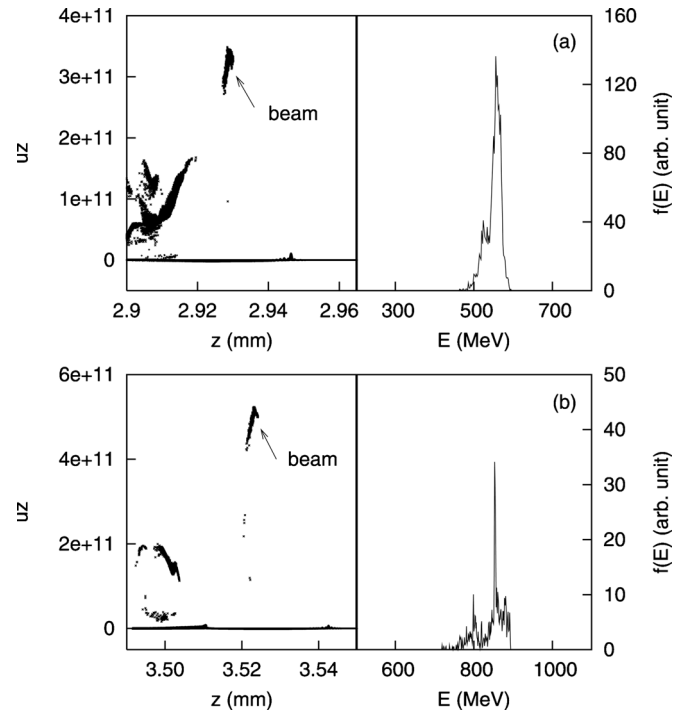 4e+11
3e+11
2e+11
1e+11
0
uz
beam
2.9
2.92
2.94
2.96
z (mm)
(a)
160
120
80
40
0
f(E) (arb. unit)
300
500
700
E (MeV)
6e+11
4e+11
2e+11
0
uz
beam
3.50
3.52
3.54
z (mm)
(b)
50
40
30
20
10
0
f(E) (arb. unit)
600
800
1000
E (MeV)